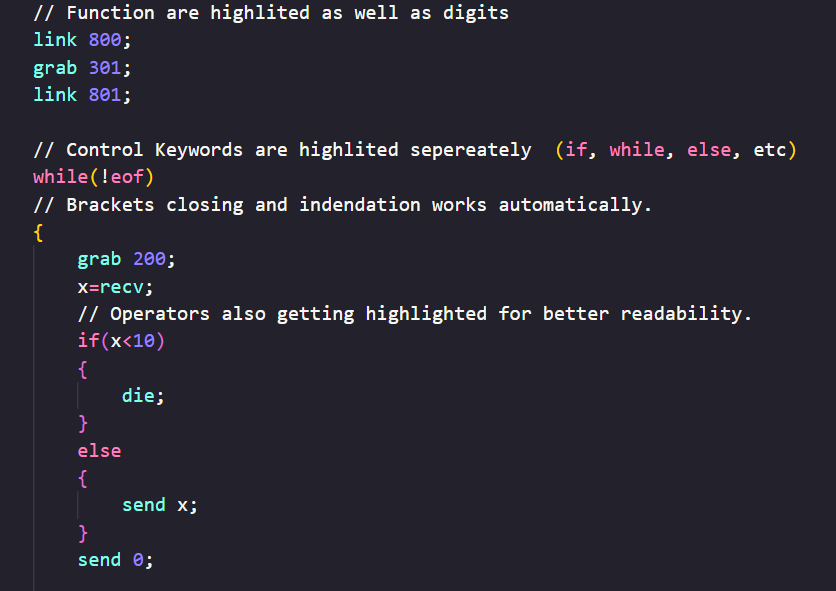 // Function are highlited as well as digits
link 800;
grab 301;
link 801;
// Control Keywords are highlited sepereately  (if, while, else, etc)
while(!eof)
// Brackets closing and indendation works automatically.
{
grab 200;
x=recv;
// Operators also getting highlighted for better readability.
if(x<10)
{
die;
}
else
{
send x;
}
send 0;